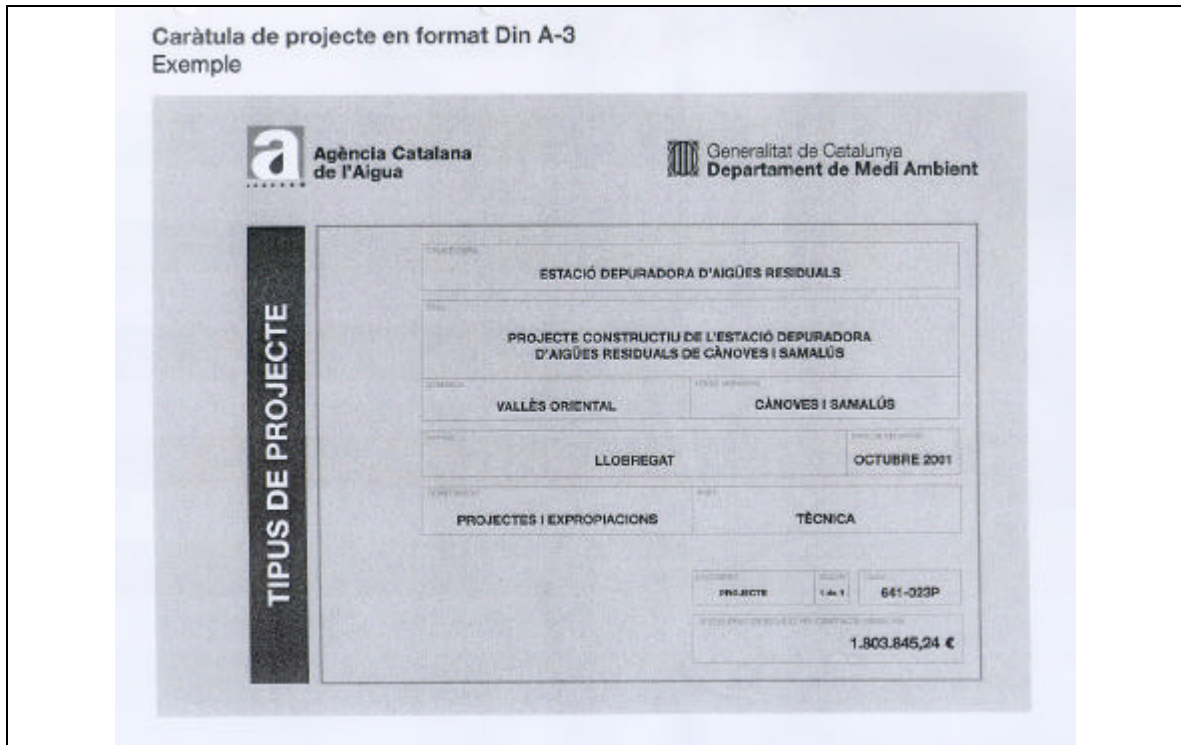 Caràtula de projecte en format Din A-3
Exemple
Agència Catalana
de l'Aigua
Generalitat de Catalunya
Departament de Medi Ambient
TIPUS DE PROJECTE
ESTACIÓ DEPURADORA D'AIGÜES RESIDUALS
PROJECTE CONSTRUCTIU DE L'ESTACIÓ DEPURADORA
D'AIGÜES RESIDUALS DE CÀNOVES I SAMALÚS
VALLÈS ORIENTAL
CÀNOVES I SAMALÚS
LLOBREGAT
OCTUBRE 2001
PROJECTES I EXPROPIACIONS
TÈCNICA
PROJECTE
1 de 1
641-023P
1.803.845,24 €